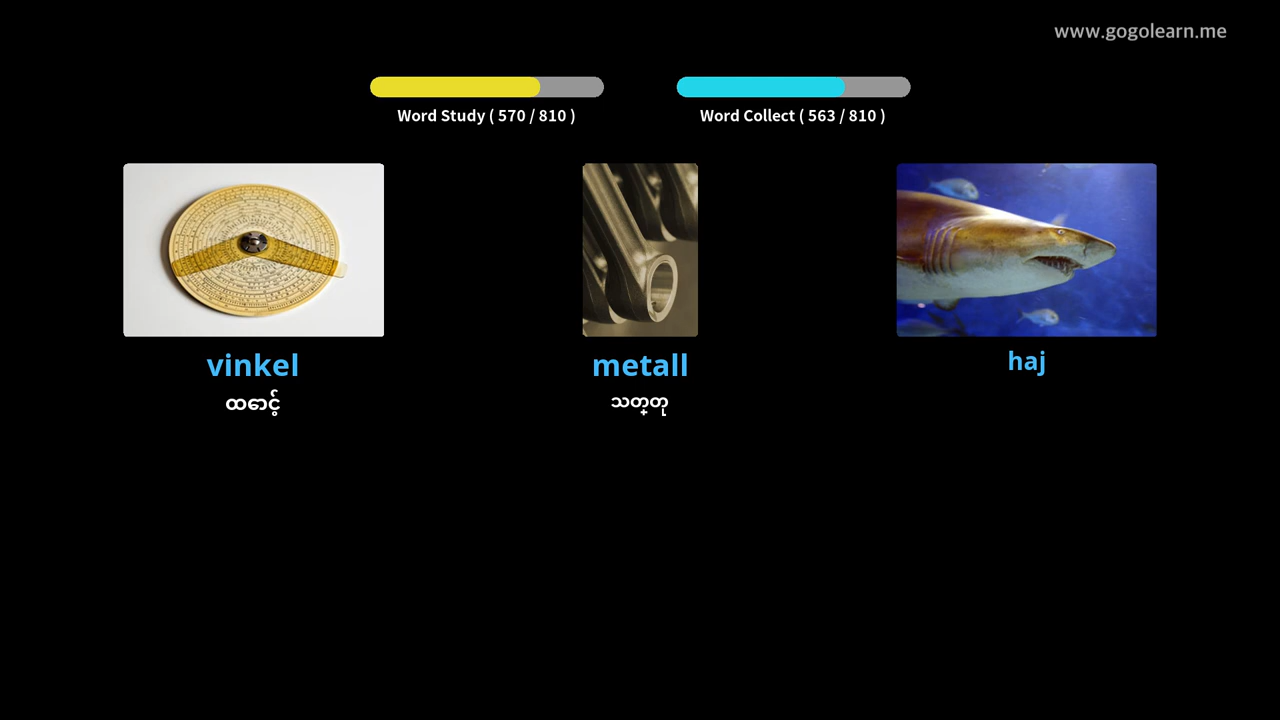 www.gogolearn.me
Word Study ( 570 / 810 )
Word Collect ( 563 / 810 )
vinkel
metall
haj
ထောင့်
သတ္တု